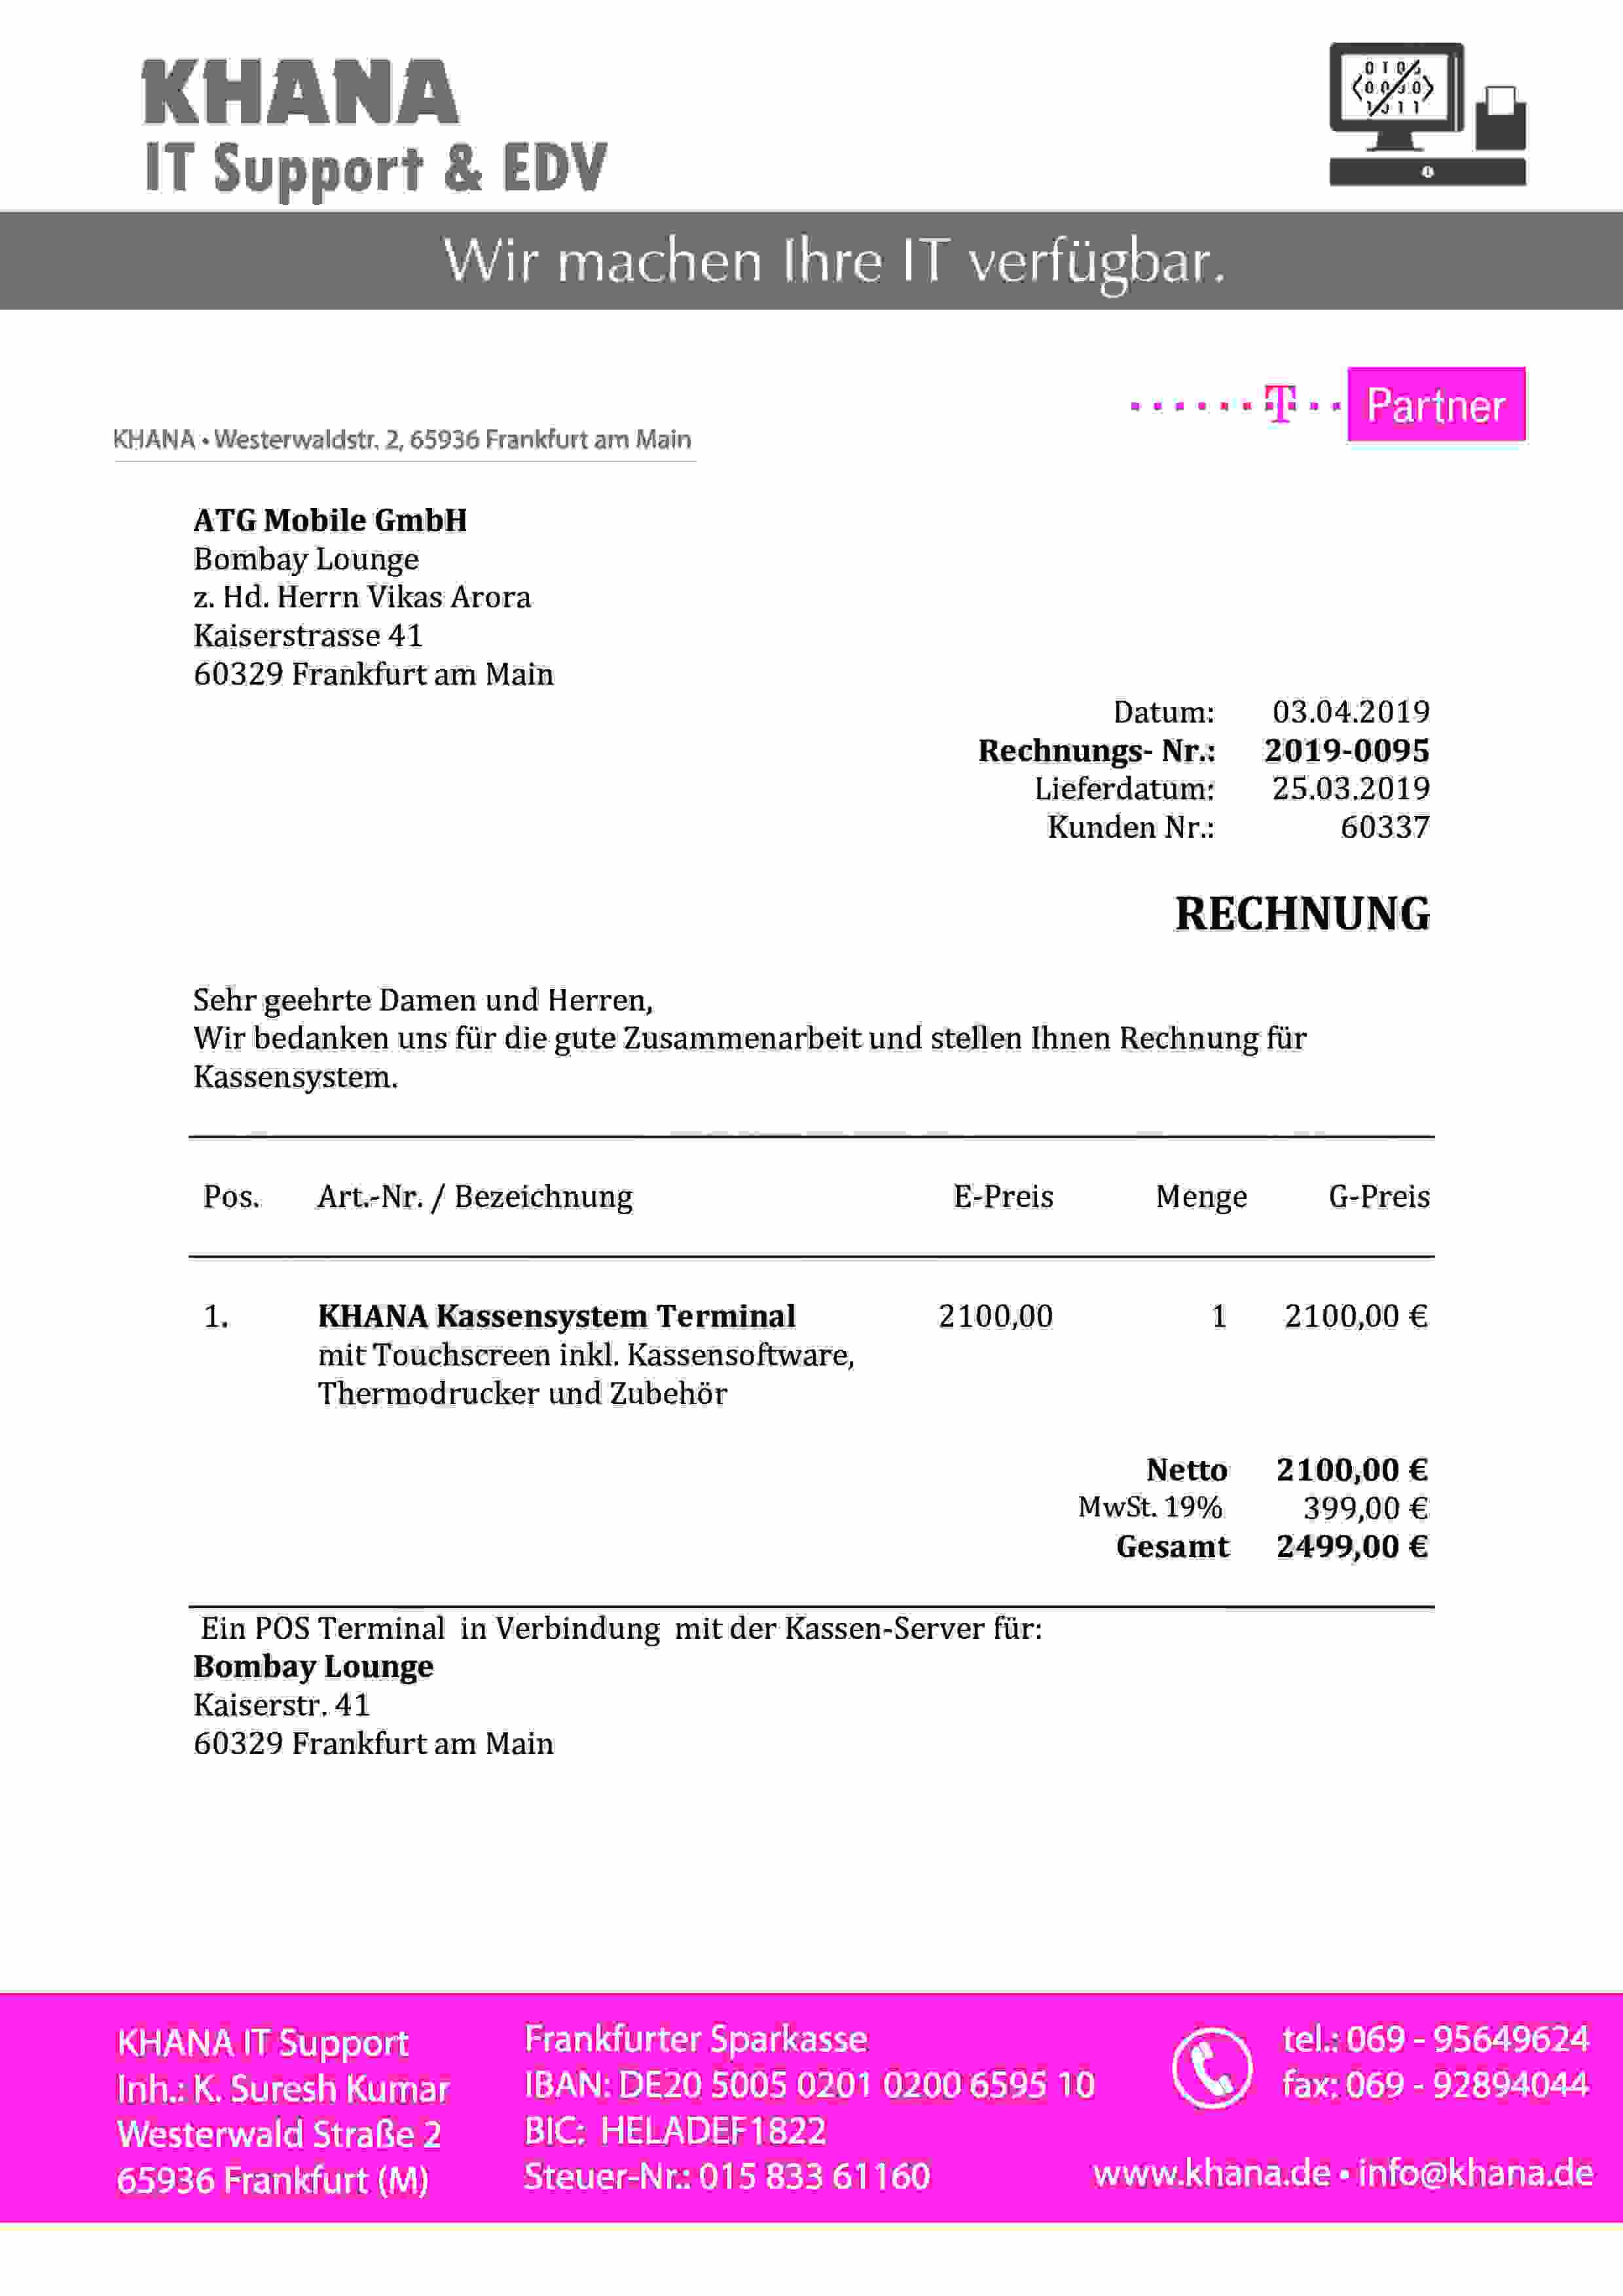 KHANA
IT Support & EDV
Wir machen Ihre IT verfügbar.
T Partner
KHANA • Westerwaldstr. 2, 65936 Frankfurt am Main
ATG Mobile GmbH
Bombay Lounge
z. Hd. Herrn Vikas Arora
Kaiserstrasse 41
60329 Frankfurt am Main
Datum: 03.04.2019
Rechnungs- Nr.: 2019-0095
Lieferdatum: 25.03.2019
Kunden Nr.: 60337
RECHNUNG
Sehr geehrte Damen und Herren,
Wir bedanken uns für die gute Zusammenarbeit und stellen Ihnen Rechnung für
Kassensystem.
Pos. Art.-Nr. / Bezeichnung E-Preis Menge G-Preis
1. KHANA Kassensystem Terminal 2100,00 1 2100,00 €
mit Touchscreen inkl. Kassensoftware,
Thermodrucker und Zubehör
Netto 2100,00 €
MwSt. 19% 399,00 €
Gesamt 2499,00 €
Ein POS Terminal in Verbindung mit der Kassen-Server für:
Bombay Lounge
Kaiserstr. 41
60329 Frankfurt am Main
KHANA IT Support
Inh.: K. Suresh Kumar
Westerwald Straße 2
65936 Frankfurt (M)
Frankfurter Sparkasse
IBAN: DE20 5005 0201 0200 6595 10
BIC: HELADEF1822
Steuer-Nr.: 015 833 61160
tel.: 069 - 95649624
fax: 069 - 92894044
www.khana.de • info@khana.de